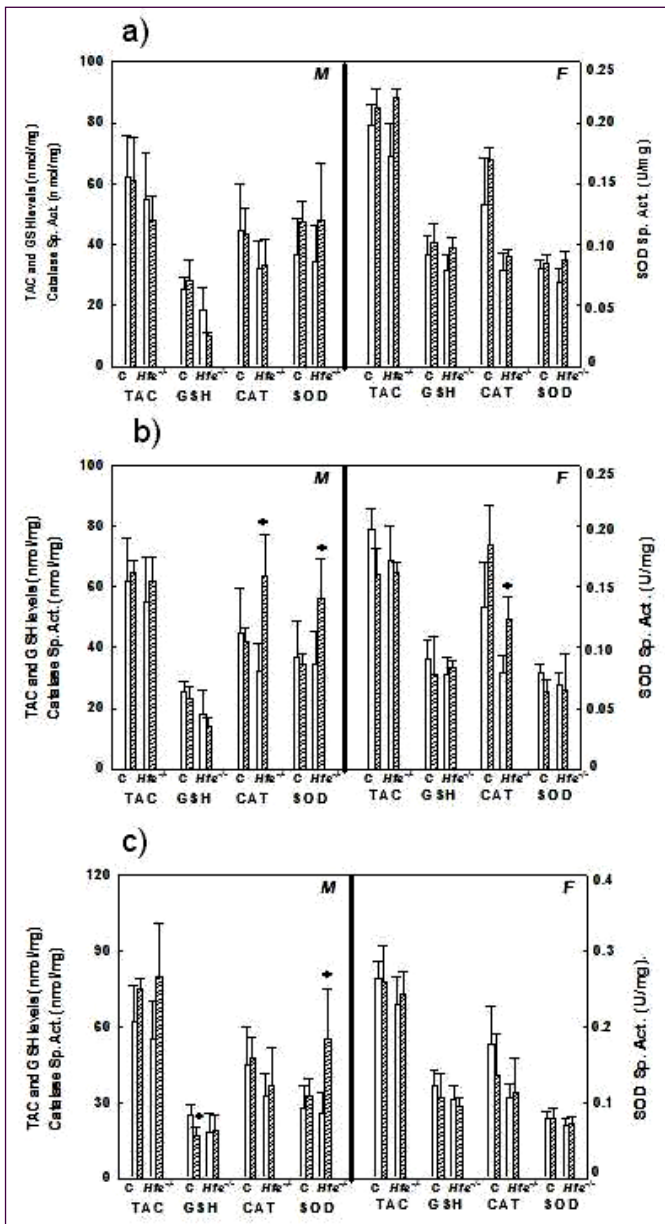 a)
TAC and GSH levels (nmol/mg)
Catalase Sp. Act. (nmol/mg)
100
80
60
40
20
0
M
F
0.25
0.20
0.15
0.10
0.05
0
SOD sp. Act. (U/mg)
C Hfe-/- C Hfe-/- C Hfe-/- C Hfe-/- C Hfe-/- C Hfe-/- C Hfe-/- C Hfe-/-
TAC GSH CAT SOD TAC GSH CAT SOD
b)
TAC and GSH levels (nmol/mg)
Catalase Sp. Act. (nmol/mg)
100
80
60
40
20
0
M
F
0.25
0.20
0.15
0.10
0.05
0
SOD Sp. Act. (U/mg)
C Hfe-/- C Hfe-/- C Hfe-/- C Hfe-/- C Hfe-/- C Hfe-/- C Hfe-/- C Hfe-/-
TAC GSH CAT SOD TAC GSH CAT SOD
c)
TAC and GSH levels (nmol/mg)
Catalase Sp. Act. (nmol/mg)
120
90
60
30
0
M
F
0.4
0.3
0.2
0.1
0
SOD Sp. Act. (U/mg).
C Hfe-/- C Hfe-/- C Hfe-/- C Hfe-/- C Hfe-/- C Hfe-/- C Hfe-/- C Hfe-/-
TAC GSH CAT SOD TAC GSH CAT SOD